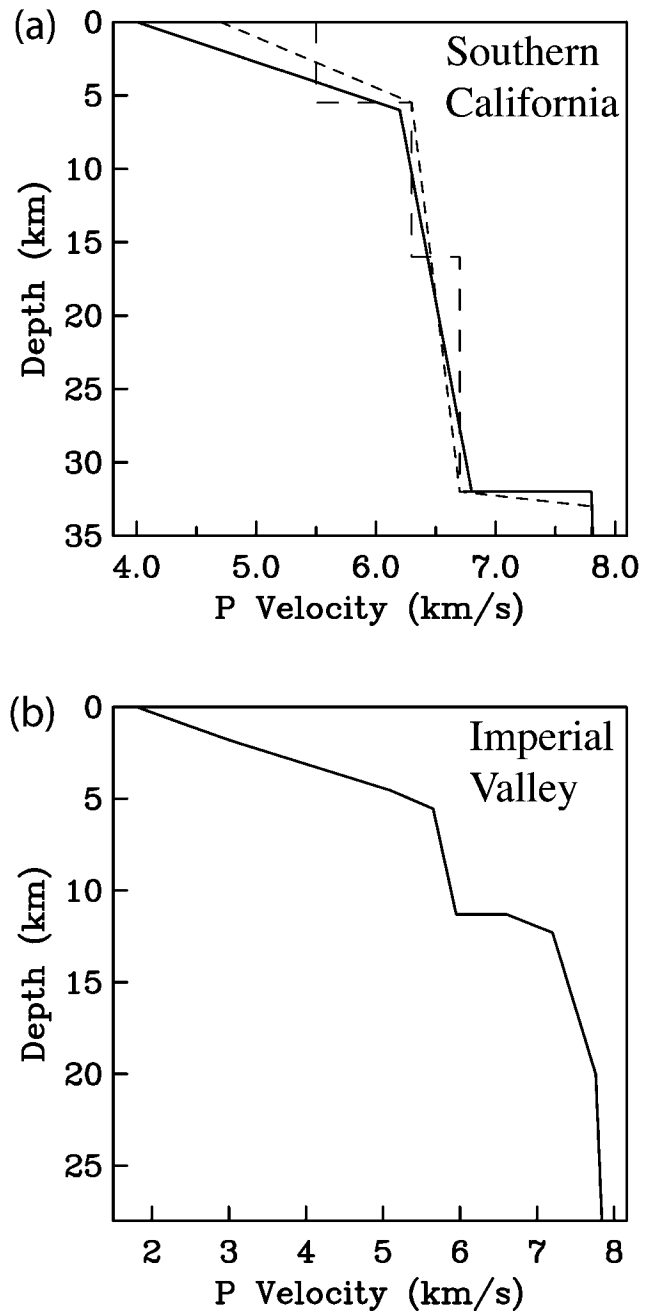 (a)
Southern
California
0
5
10
15
20
25
30
35
Depth (km)
4.0 5.0 6.0 7.0 8.0
P Velocity (km/s)
(b)
Imperial
Valley
0
5
10
15
20
25
Depth (km)
2 3 4 5 6 7 8
P Velocity (km/s)